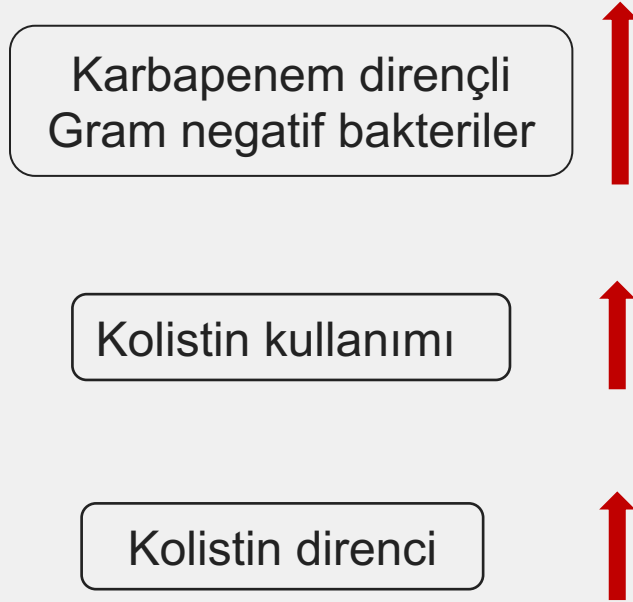 Karbapenem dirençli
Gram negatif bakteriler
Kolistin kullanımı
Kolistin direnci